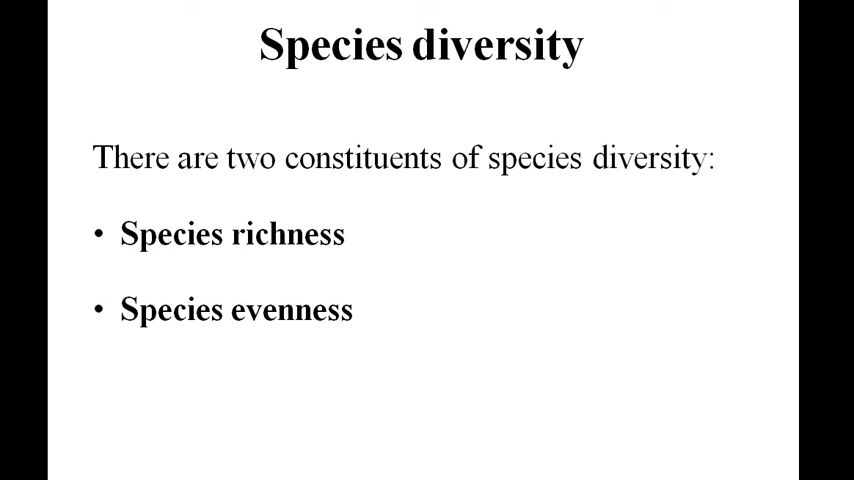 Species diversity
There are two constituents of species diversity:
• Species richness
• Species evenness